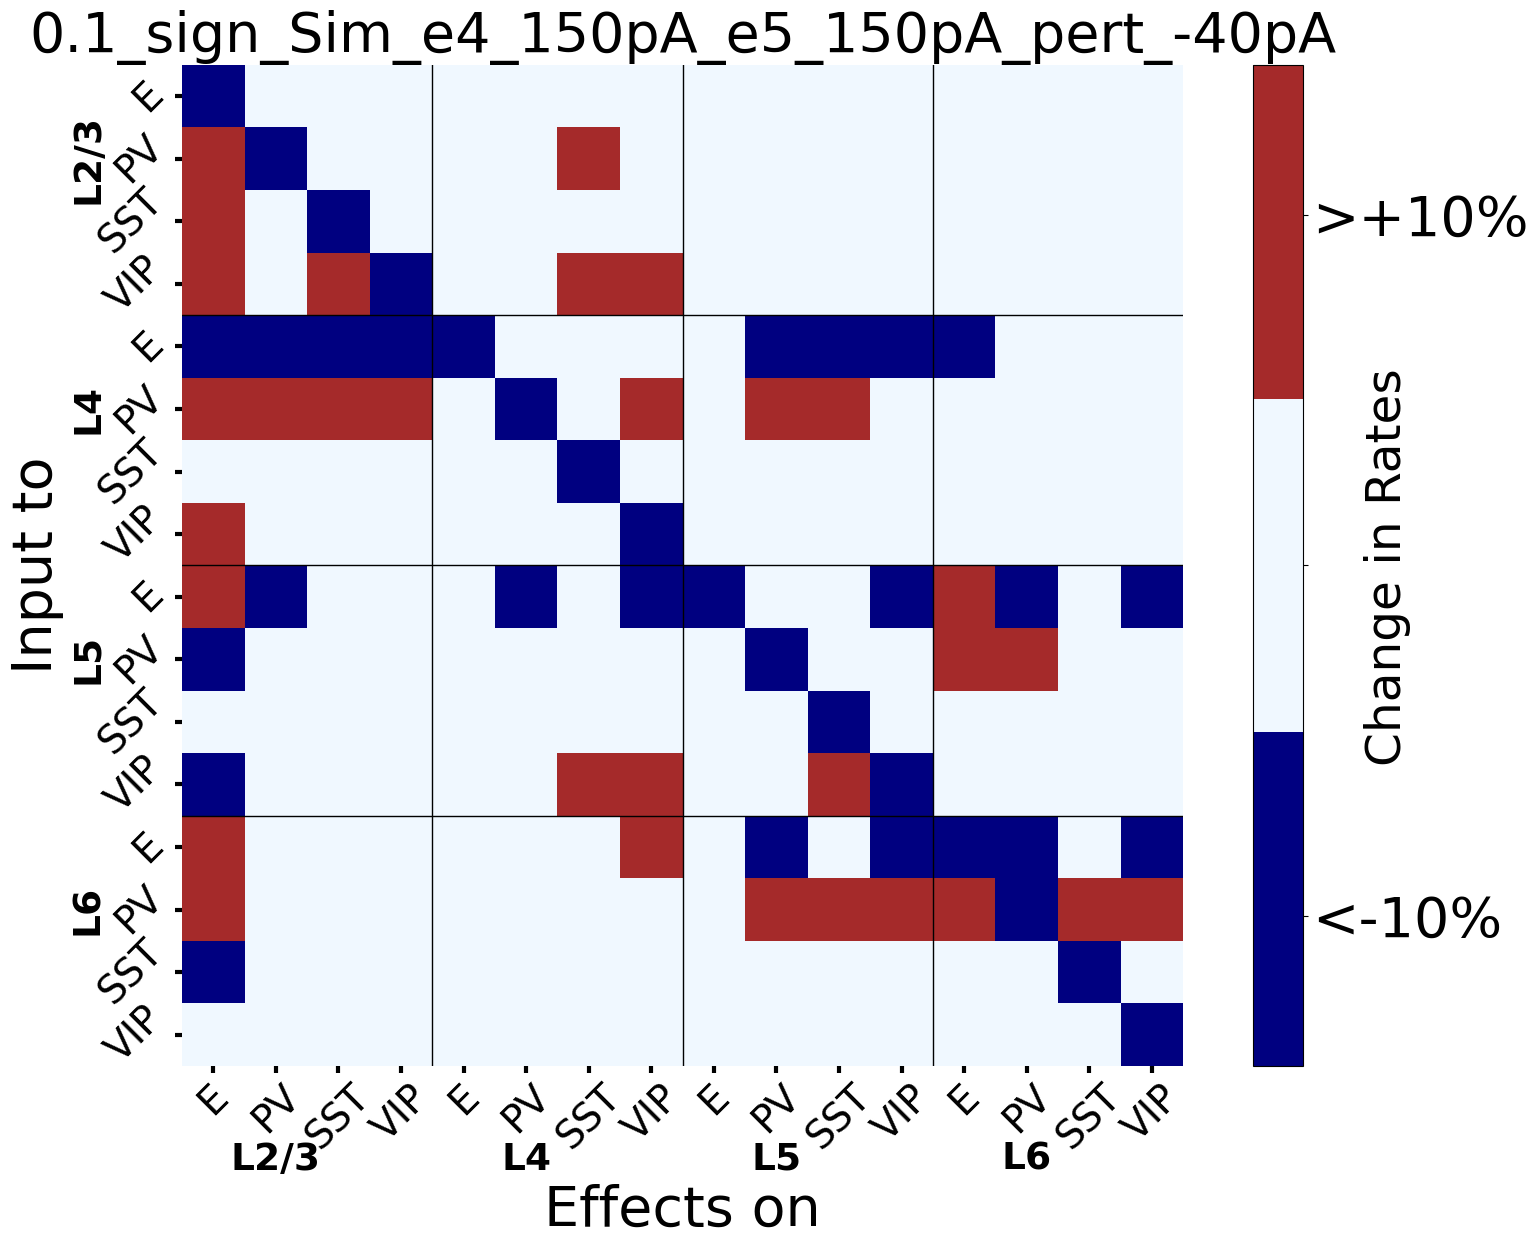 0.1_sign_Sim_e4_150pA_e5_150pA_pert_-40pA
Input to
L2/3
E
PV
SST
VIP
L4
E
PV
SST
VIP
L5
E
PV
SST
VIP
L6
E
PV
SST
VIP
E PV SST VIP E PV SST VIP E PV SST VIP E PV SST VIP
L2/3 L4 L5 L6
Effects on
>+10%
<-10%
Change in Rates